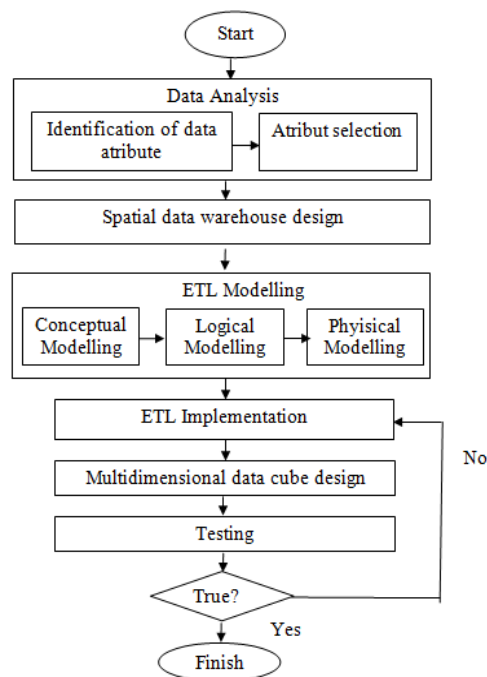 Start
Data Analysis
Identification of data
atribute
Atribut selection
Spatial data warehouse design
ETL Modelling
Conceptual
Modelling
Logical
Modelling
Phyisical
Modelling
ETL Implementation
No
Multidimensional data cube design
Testing
True?
Yes
Finish